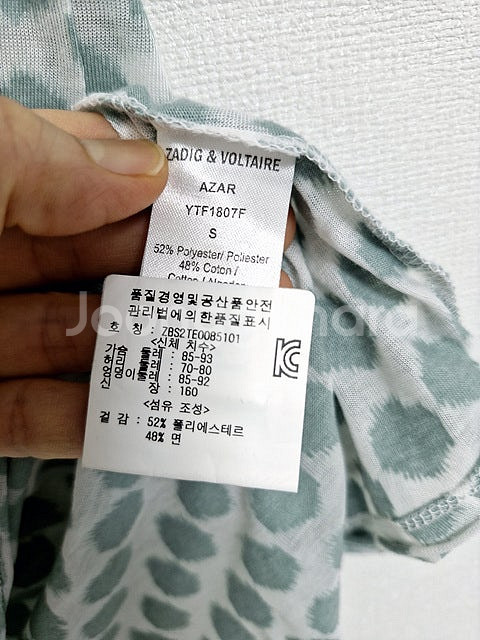 ZADIG & VOLTAIRE
AZAR
YTF1807F
S
52% Polyester/ Poliester
48% Coton /
품질경영및공산품안전
관리법에의한품질표시
호 칭 : ZBS2TE0085101
<신체 치수>
가슴 둘레 : 85-93
허리 둘레 : 70-80
엉덩이둘레 : 85-92
신 장 : 160
<섬유 조성>
겉 감 : 52% 폴리에스테르
48% 면